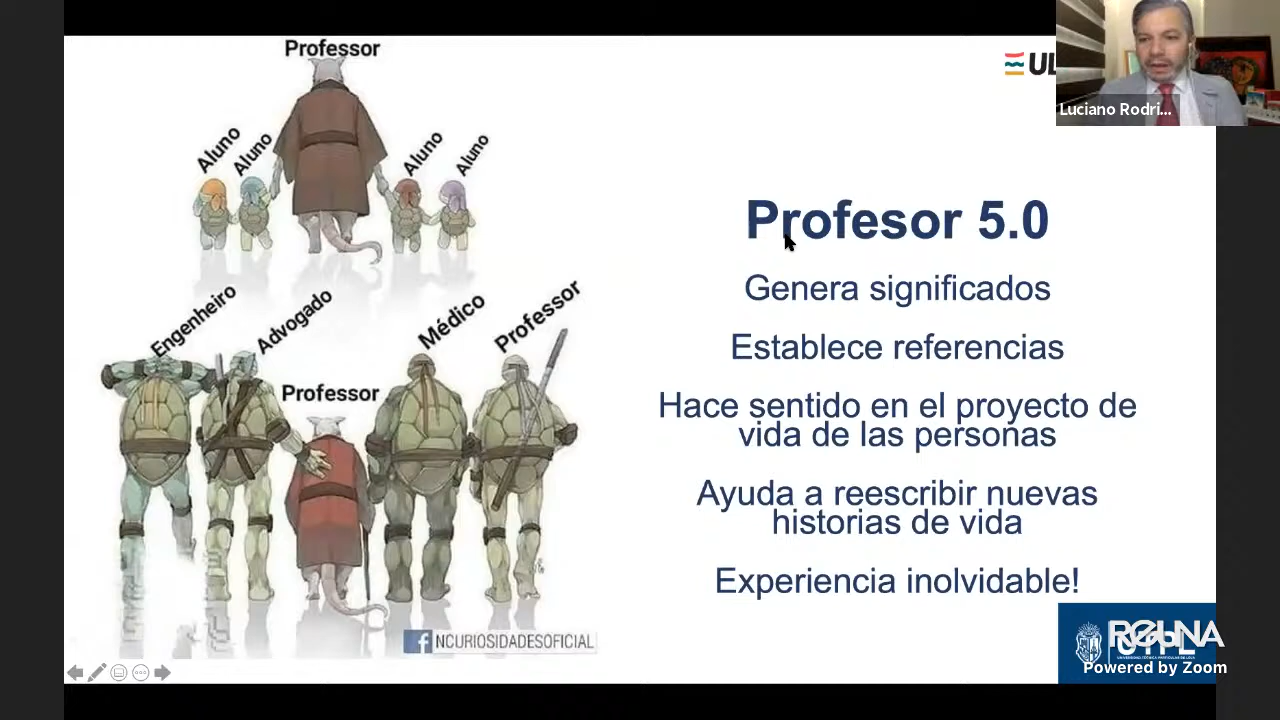 Professor
Aluno
Aluno
Aluno
Aluno
Engenheiro
Advogado
Médico
Professor
Professor
NCURIOSIDADESOFICIAL
Profesor 5.0
Genera significados
Establece referencias
Hace sentido en el proyecto de
vida de las personas
Ayuda a reescribir nuevas
historias de vida
Experiencia inolvidable!
Luciano Rodri...
UTPL
Powered by Zoom